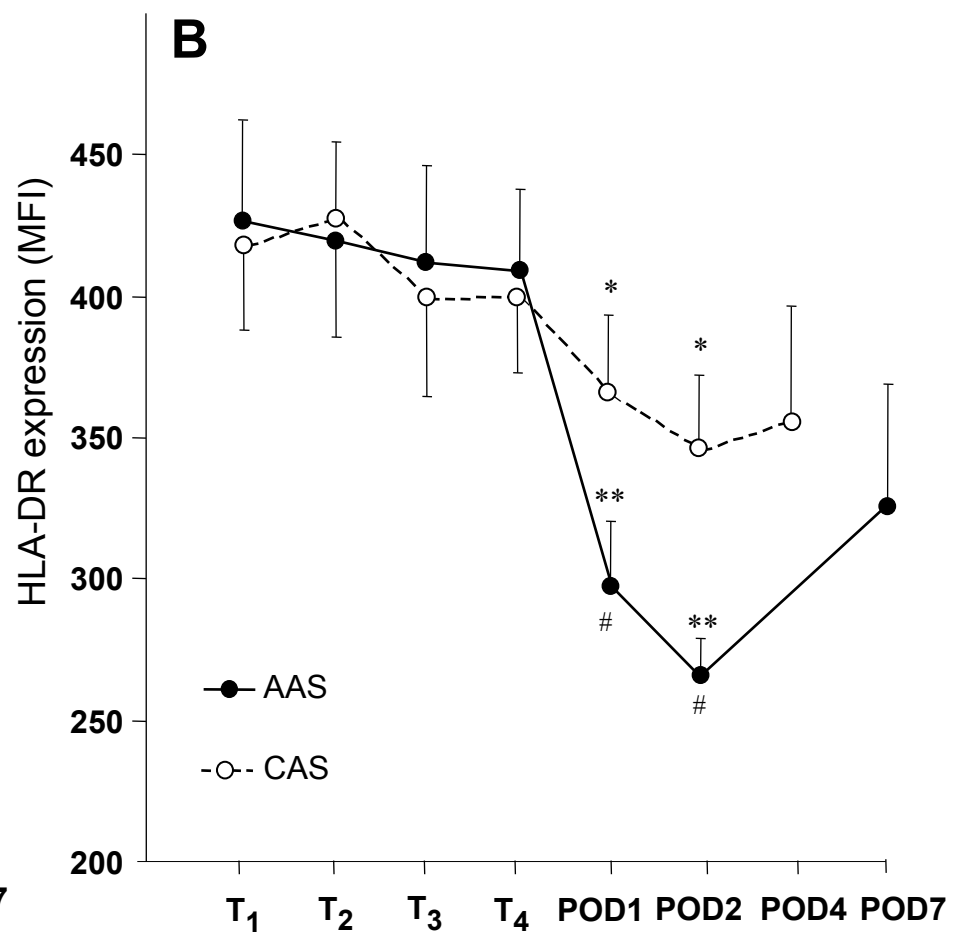 B
HLA-DR expression (MFI)
450
400
350
300
250
200
*
*
**
#
**
#
AAS
CAS
7
T1 T2 T3 T4 POD1 POD2 POD4 POD7